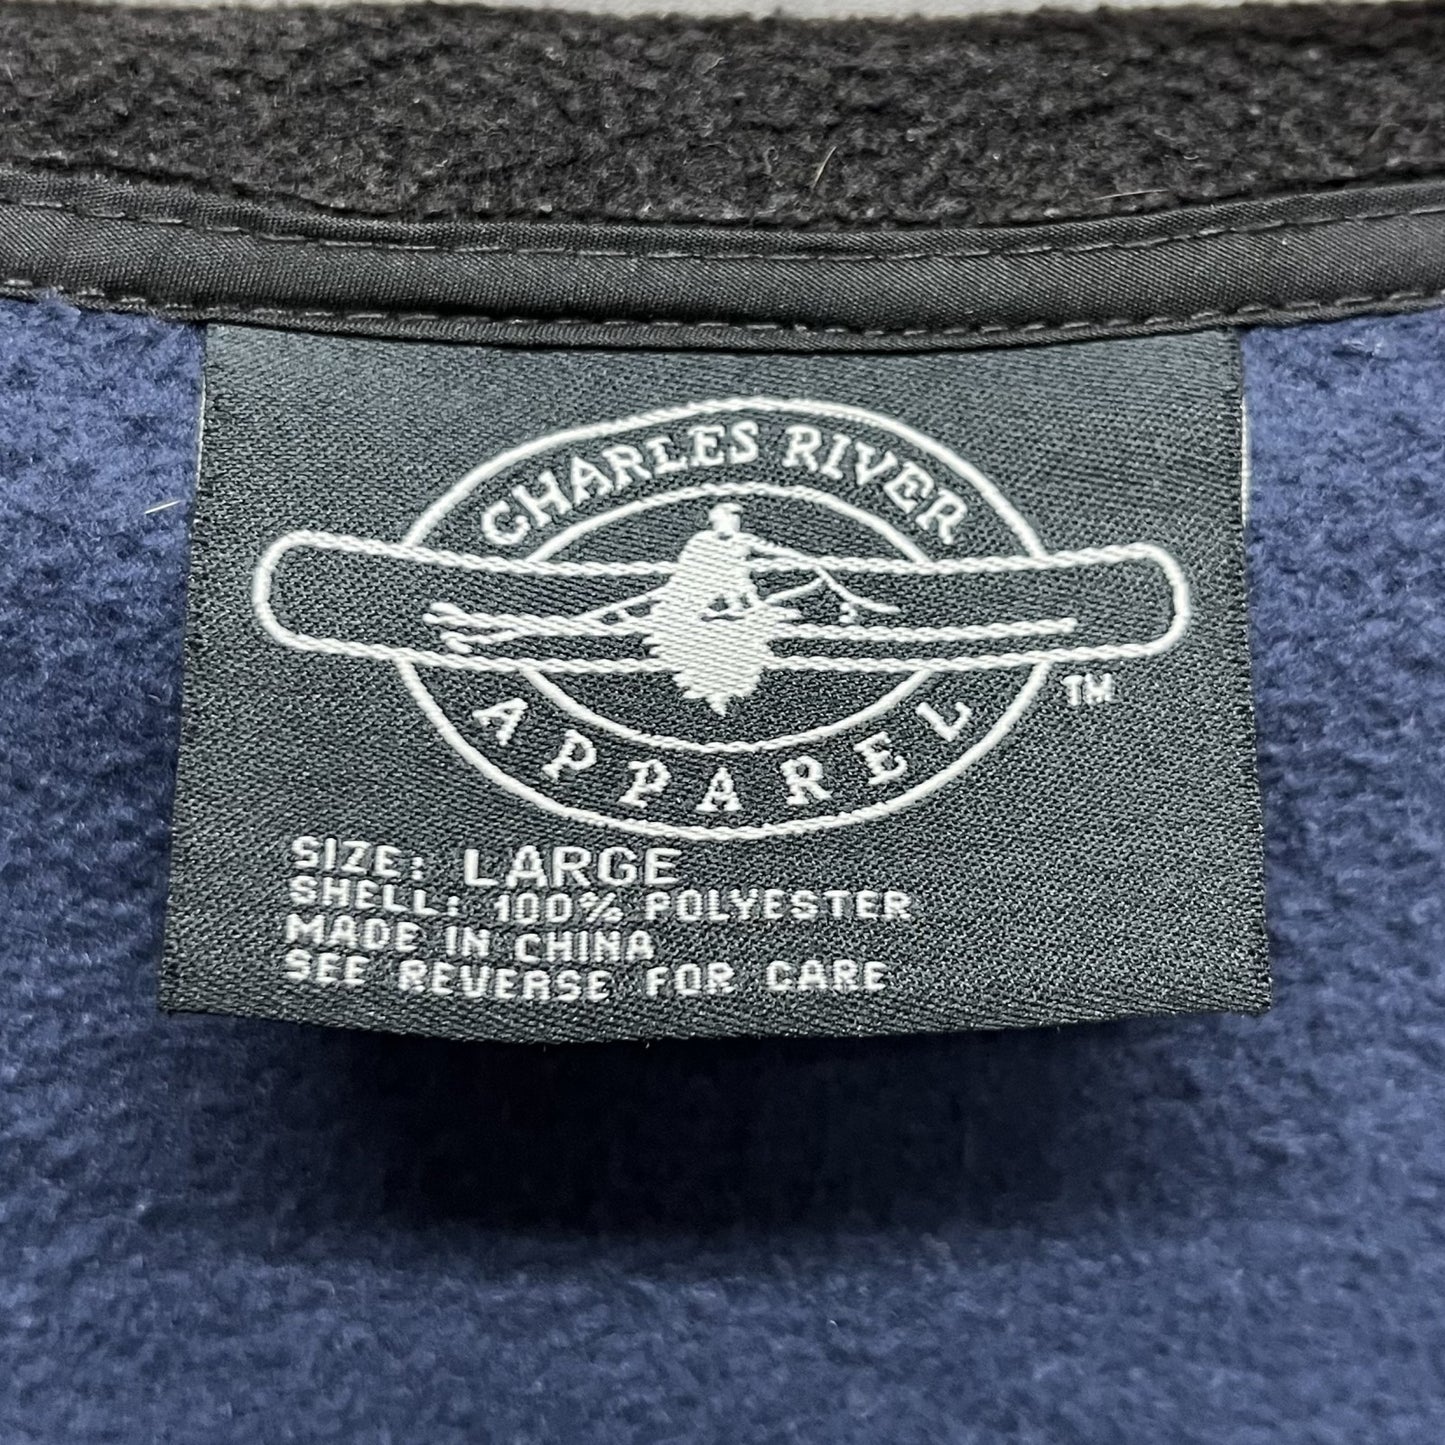 CHARLES RIVER
APPAREL
TM
SIZE: LARGE
SHELL: 100% POLYESTER
MADE IN CHINA
SEE REVERSE FOR CARE